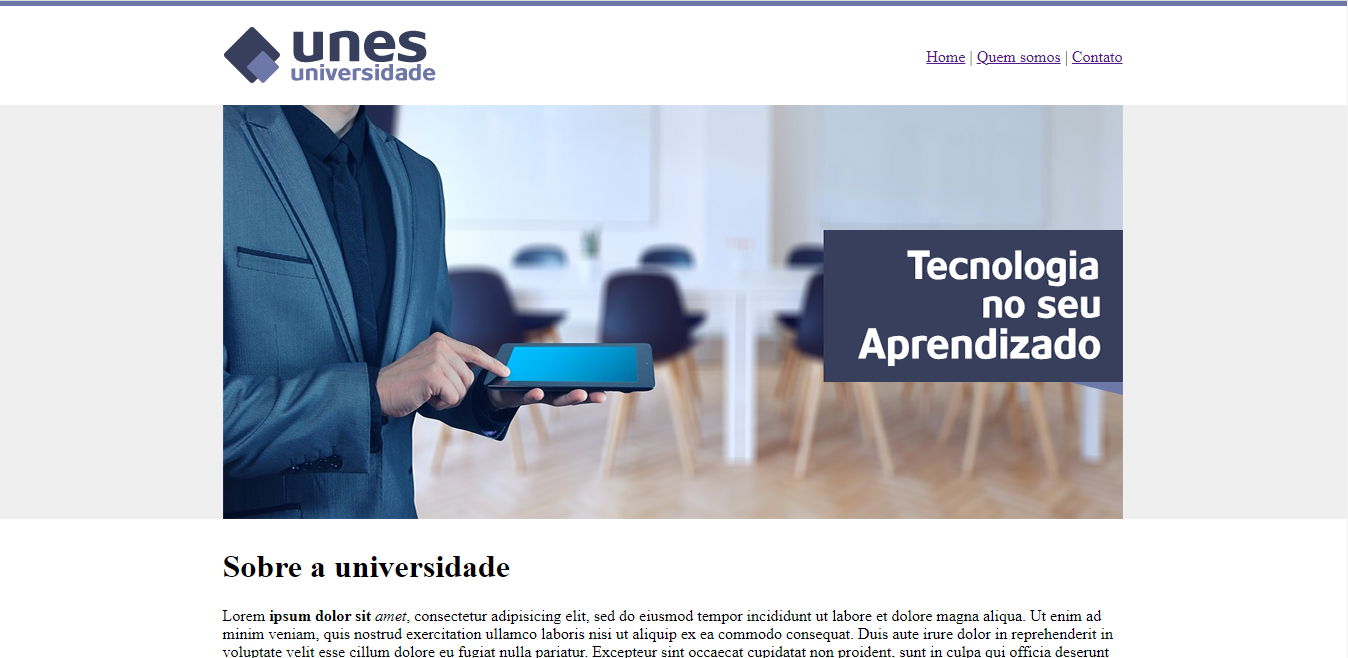 unes
universidade
Home | Quem somos | Contato
Tecnologia
no seu
Aprendizado
Sobre a universidade
Lorem ipsum dolor sit amet, consectetur adipisicing elit, sed do eiusmod tempor incididunt ut labore et dolore magna aliqua. Ut enim ad
minim veniam, quis nostrud exercitation ullamco laboris nisi ut aliquip ex ea commodo consequat. Duis aute irure dolor in reprehenderit in
voluptate velit esse cillum dolore eu fugiat nulla pariatur. Excepteur sint occaecat cupidatat non proident, sunt in culpa qui officia deserunt